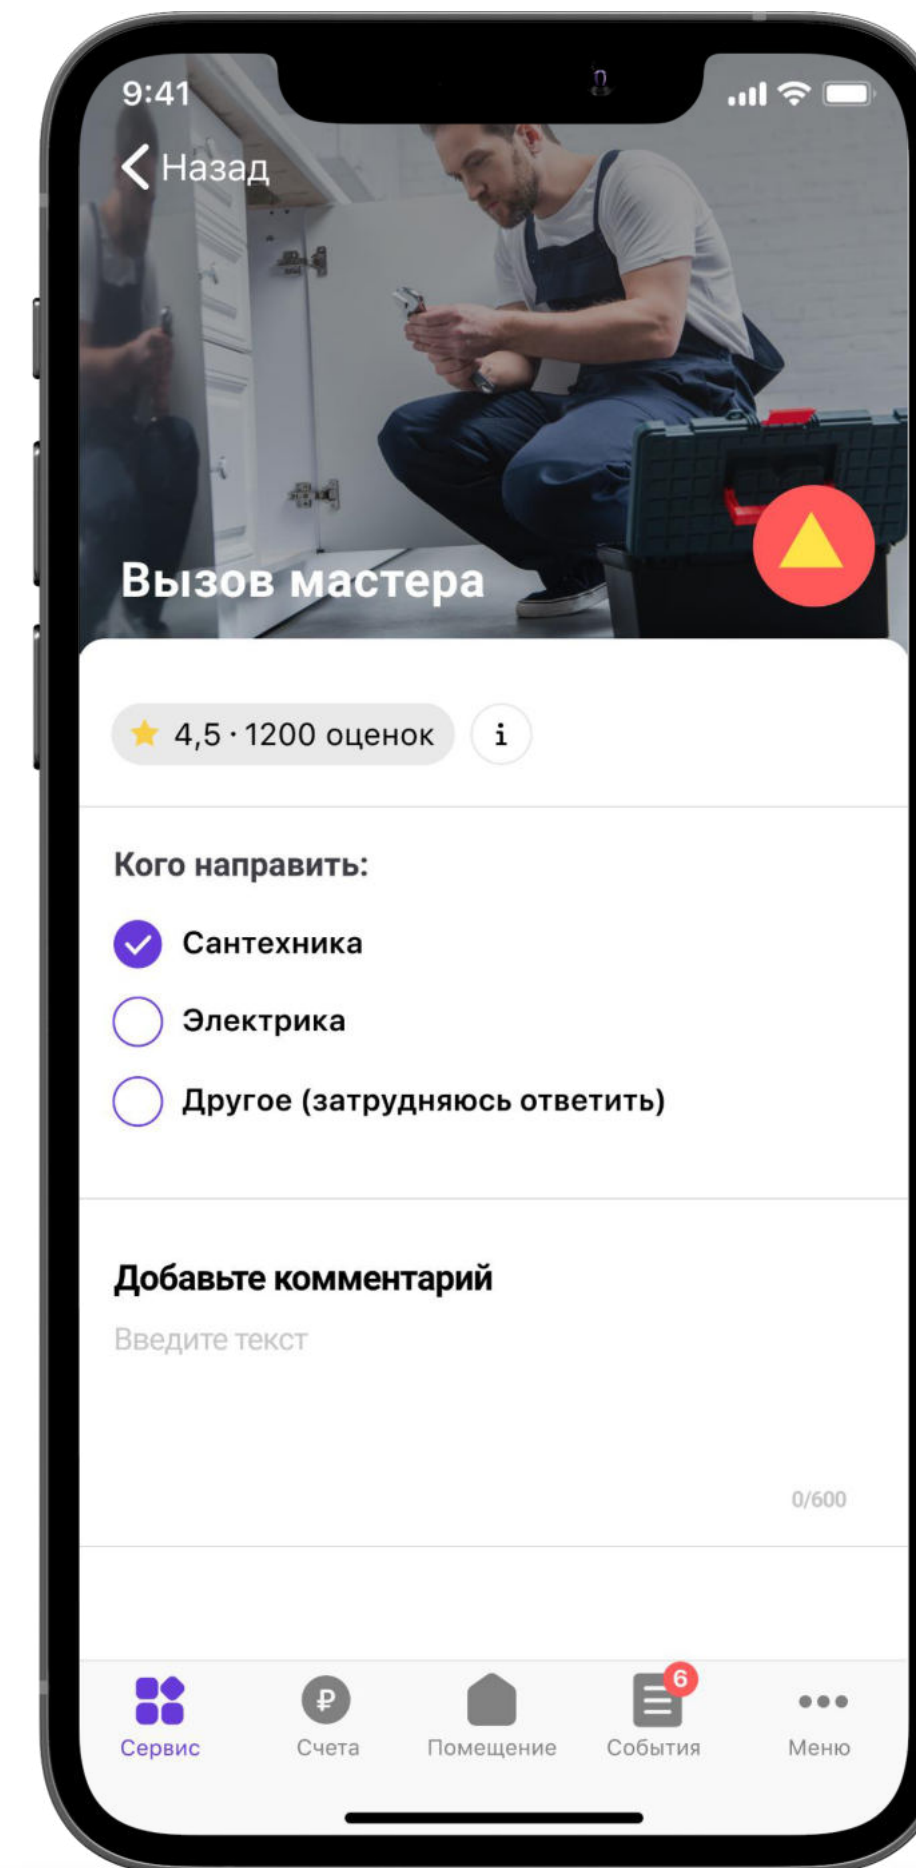 9:41
Назад
Вызов мастера
4,5 · 1200 оценок
i
Кого направить:
Сантехника
Электрика
Другое (затрудняюсь ответить)
Добавьте комментарий
Введите текст
0/600
6
Сервис
Счета
Помещение
События
Меню